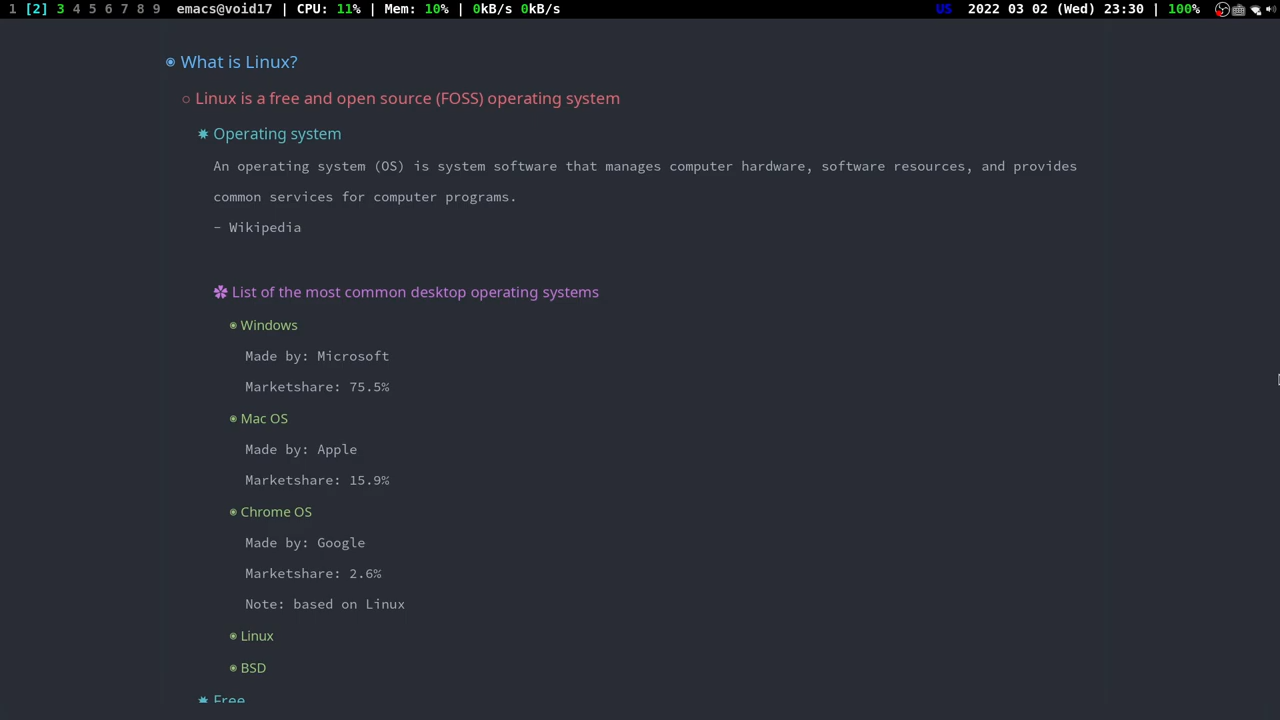 1 [2] 3 4 5 6 7 8 9 emacs@void17 | CPU: 11% | Mem: 10% | 0kB/s 0kB/s US 2022 03 02 (Wed) 23:30 | 100%
What is Linux?
Linux is a free and open source (FOSS) operating system
Operating system
An operating system (OS) is system software that manages computer hardware, software resources, and provides
common services for computer programs.
- Wikipedia
List of the most common desktop operating systems
Windows
Made by: Microsoft
Marketshare: 75.5%
Mac OS
Made by: Apple
Marketshare: 15.9%
Chrome OS
Made by: Google
Marketshare: 2.6%
Note: based on Linux
Linux
BSD
Free